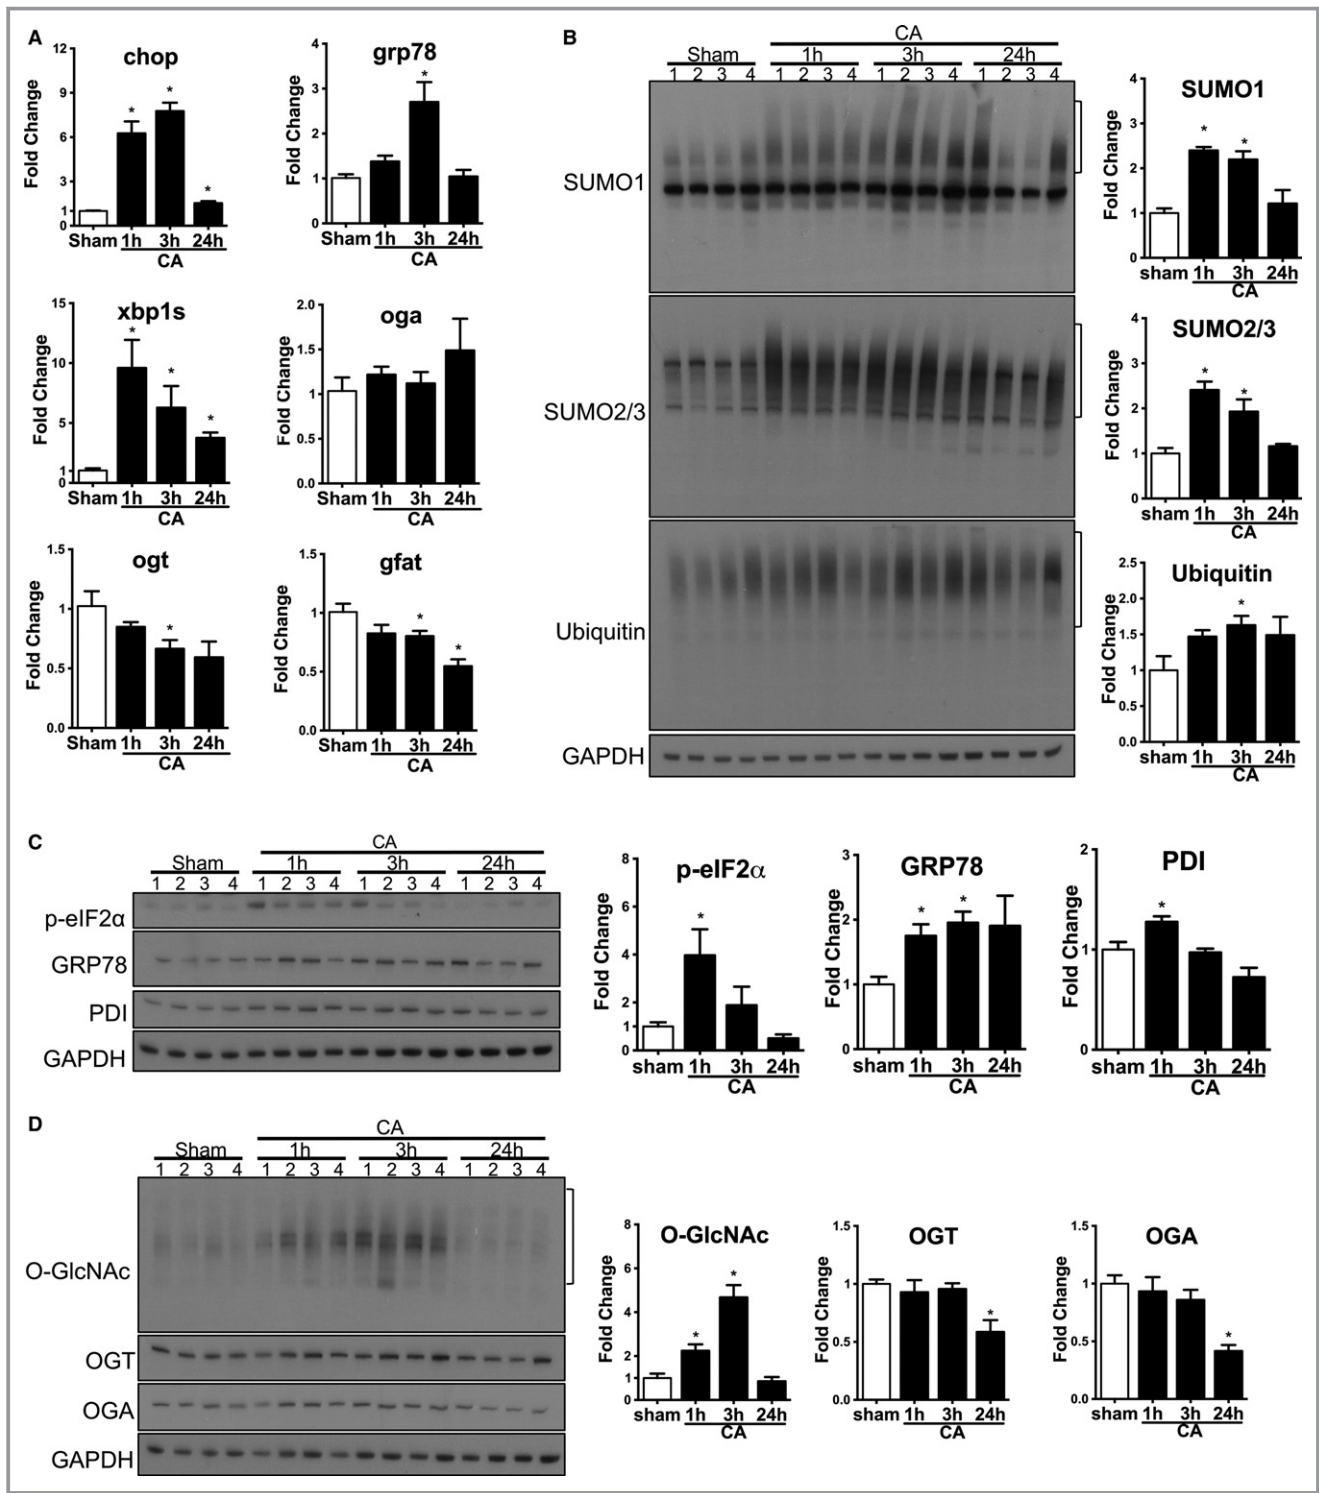 A
chop
Fold Change
12
9
6
3
1
0
*
*
*
Sham 1h 3h 24h
CA
grp78
Fold Change
4
3
2
1
0
*
Sham 1h 3h 24h
CA
xbp1s
Fold Change
15
10
5
1
0
*
*
*
Sham 1h 3h 24h
CA
oga
Fold Change
2.0
1.5
1.0
0.5
0.0
Sham 1h 3h 24h
CA
ogt
Fold Change
1.5
1
0.5
0.0
*
Sham 1h 3h 24h
CA
gfat
Fold Change
1.5
1
0.5
0.0
*
*
Sham 1h 3h 24h
CA
B
CA
Sham 1h 3h 24h
1 2 3 4 1 2 3 4 1 2 3 4 1 2 3 4
SUMO1
SUMO2/3
Ubiquitin
GAPDH
SUMO1
Fold Change
4
3
2
1
0
*
*
sham 1h 3h 24h
CA
SUMO2/3
Fold Change
4
3
2
1
0
*
*
sham 1h 3h 24h
CA
Ubiquitin
Fold Change
2.5
2.0
1.5
1
0.5
0.0
*
sham 1h 3h 24h
CA
C
CA
Sham 1h 3h 24h
1 2 3 4 1 2 3 4 1 2 3 4 1 2 3 4
p-eIF2α
GRP78
PDI
GAPDH
p-eIF2α
Fold Change
8
6
4
2
1
0
*
sham 1h 3h 24h
CA
GRP78
Fold Change
3
2
1
0
*
*
sham 1h 3h 24h
CA
PDI
Fold Change
2
1
0
*
sham 1h 3h 24h
CA
D
CA
Sham 1h 3h 24h
1 2 3 4 1 2 3 4 1 2 3 4 1 2 3 4
O-GlcNAc
OGT
OGA
GAPDH
O-GlcNAc
Fold Change
8
6
4
2
1
0
*
*
sham 1h 3h 24h
CA
OGT
Fold Change
1.5
1
0.5
0.0
*
sham 1h 3h 24h
CA
OGA
Fold Change
1.5
1
0.5
0.0
*
sham 1h 3h 24h
CA